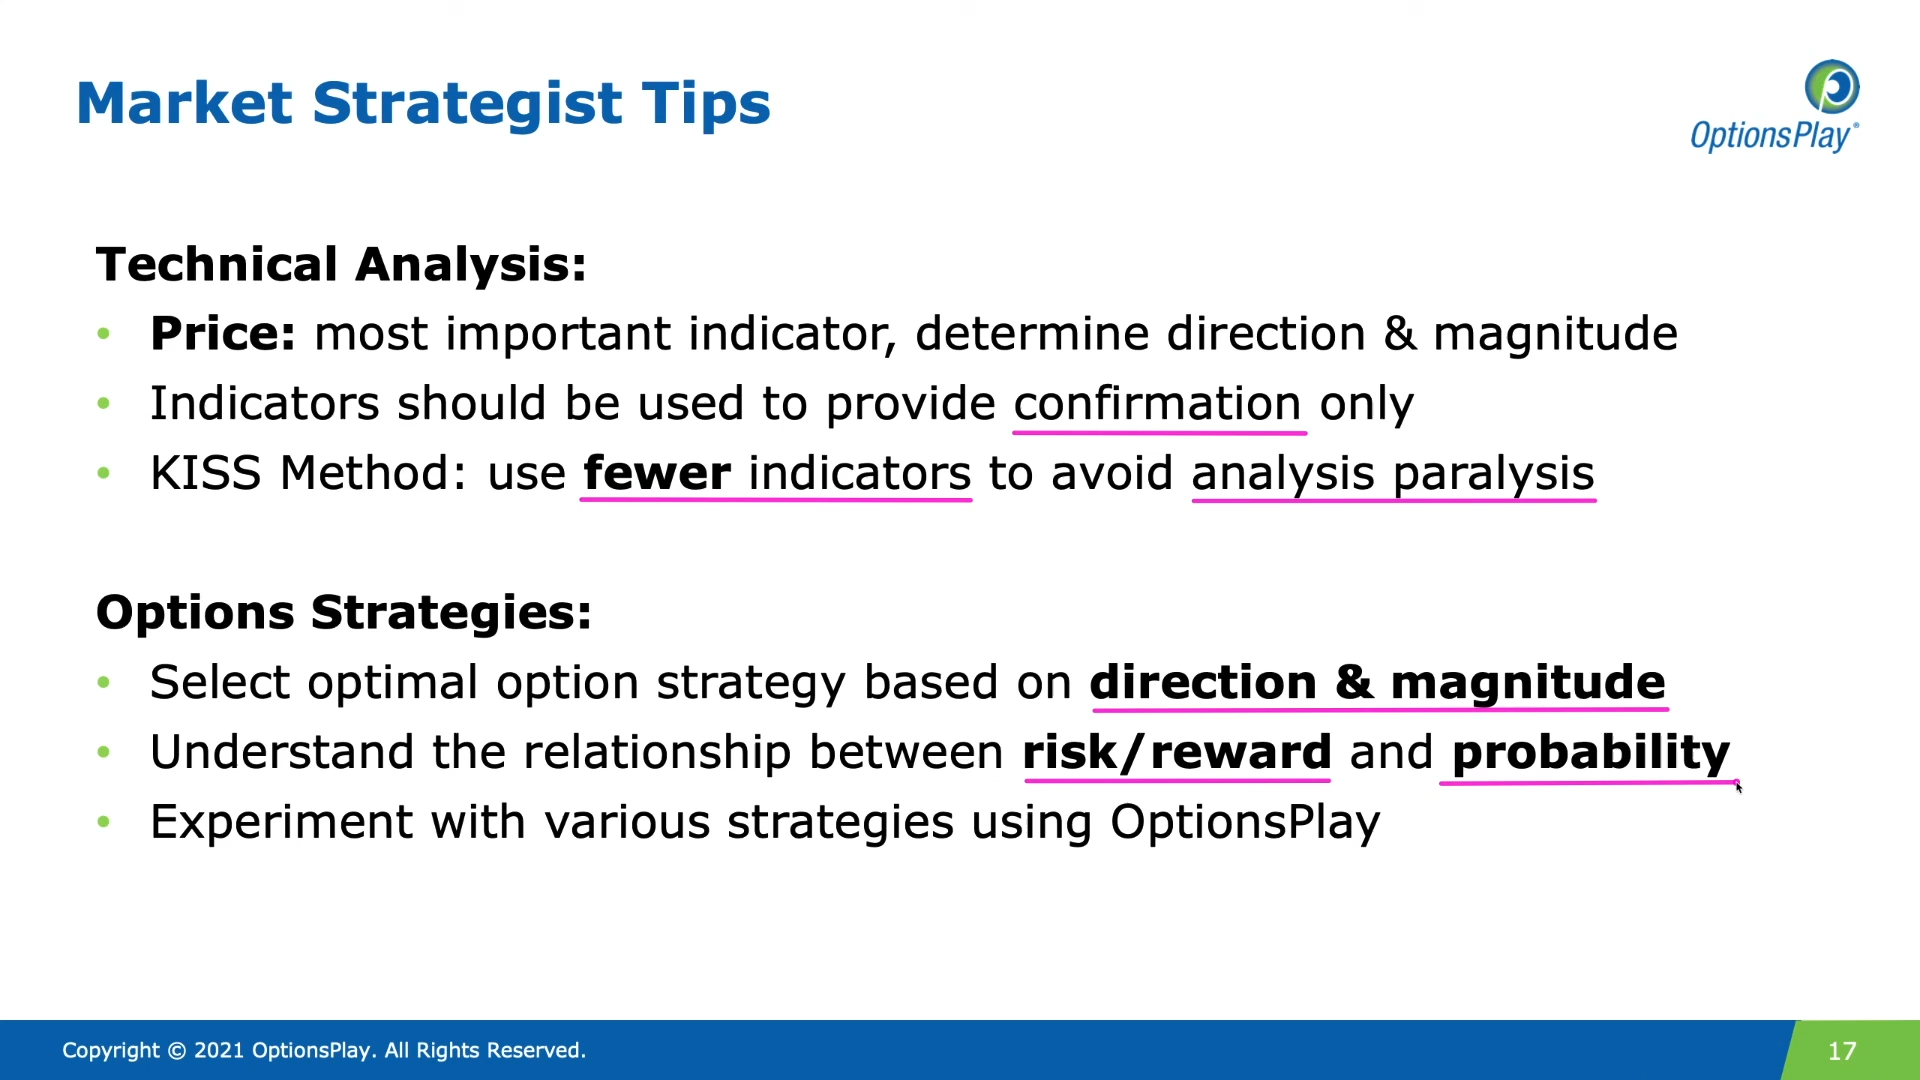 Market Strategist Tips
OptionsPlay®
Technical Analysis:
• Price: most important indicator, determine direction & magnitude
• Indicators should be used to provide confirmation only
• KISS Method: use fewer indicators to avoid analysis paralysis
Options Strategies:
• Select optimal option strategy based on direction & magnitude
• Understand the relationship between risk/reward and probability
• Experiment with various strategies using OptionsPlay
Copyright © 2021 OptionsPlay. All Rights Reserved.
17